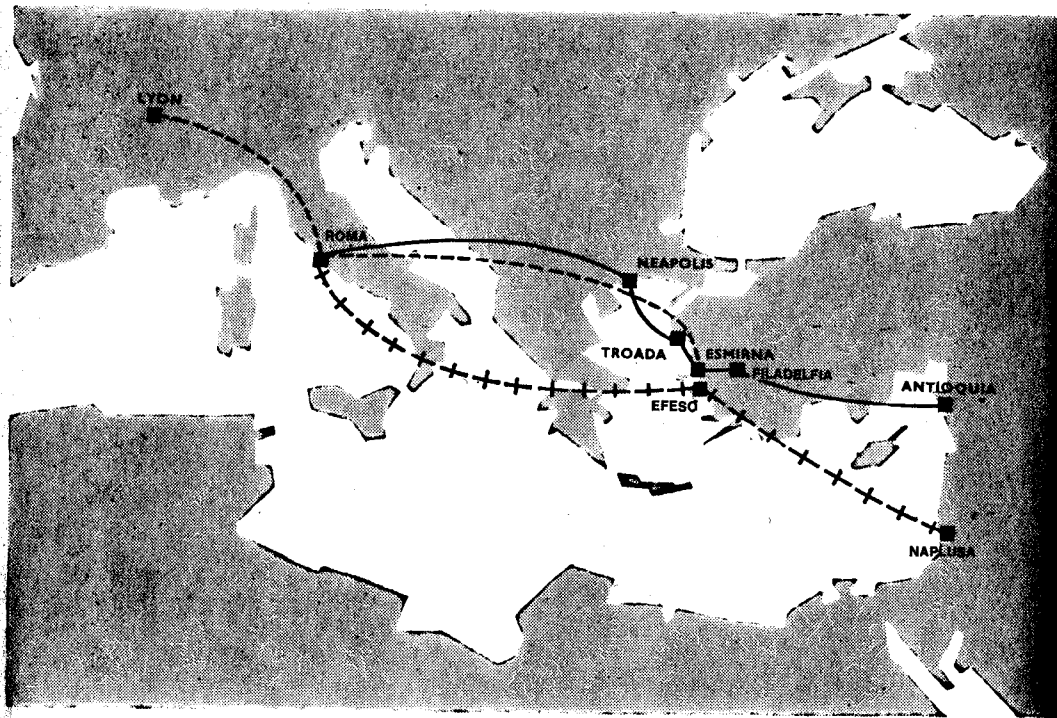 LYON
ROMA
NEAPOLIS
TROADA
ESMIRNA
FILADELFIA
ANTIOQUIA
EFESO
NAPLUSA